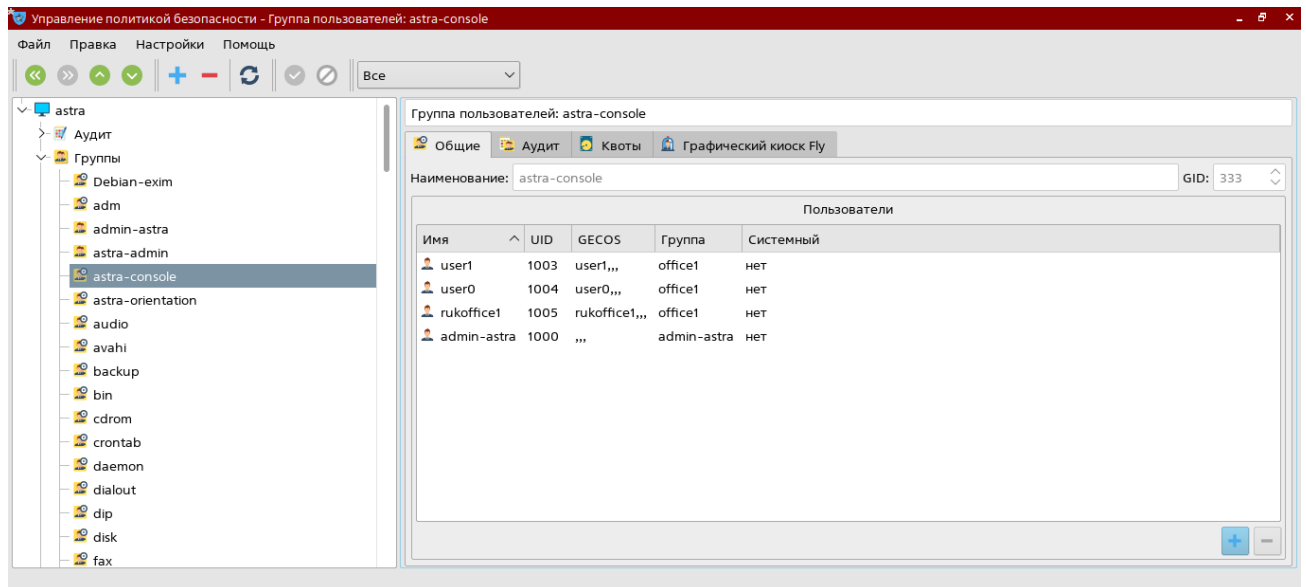 Управление политикой безопасности - Группа пользователей: astra-console
Файл Правка Настройки Помощь
Все
astra
Аудит
Группы
Debian-exim
adm
admin-astra
astra-admin
astra-console
astra-orientation
audio
avahi
backup
bin
cdrom
crontab
daemon
dialout
dip
disk
fax
Группа пользователей: astra-console
Общие Аудит Квоты Графический киоск Fly
Наименование: astra-console GID: 333
Пользователи
Имя UID GECOS Группа Системный
user1 1003 user1,,, office1 нет
user0 1004 user0,,, office1 нет
rukoffice1 1005 rukoffice1,,, office1 нет
admin-astra 1000 ,,, admin-astra нет